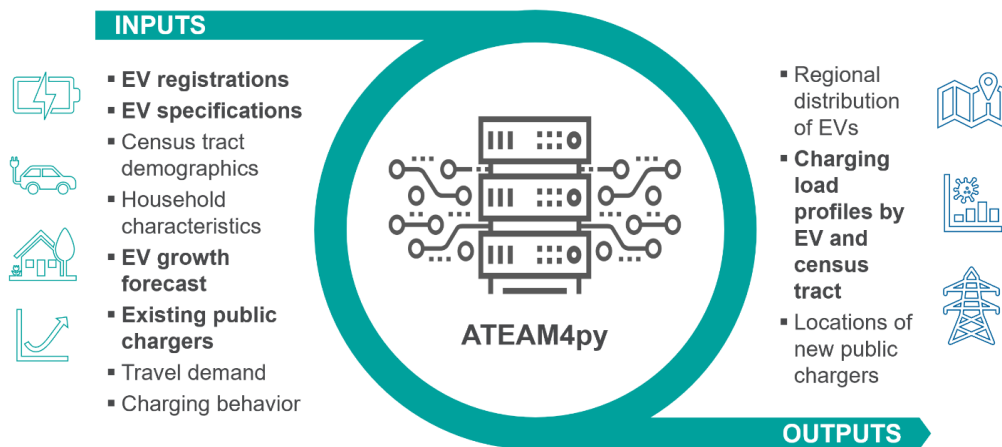 INPUTS
▪ EV registrations
▪ EV specifications
▪ Census tract
demographics
▪ Household
characteristics
▪ EV growth
forecast
▪ Existing public
chargers
▪ Travel demand
▪ Charging behavior
ATEAM4py
▪ Regional
distribution
of EVs
▪ Charging
load
profiles by
EV and
census
tract
▪ Locations of
new public
chargers
OUTPUTS